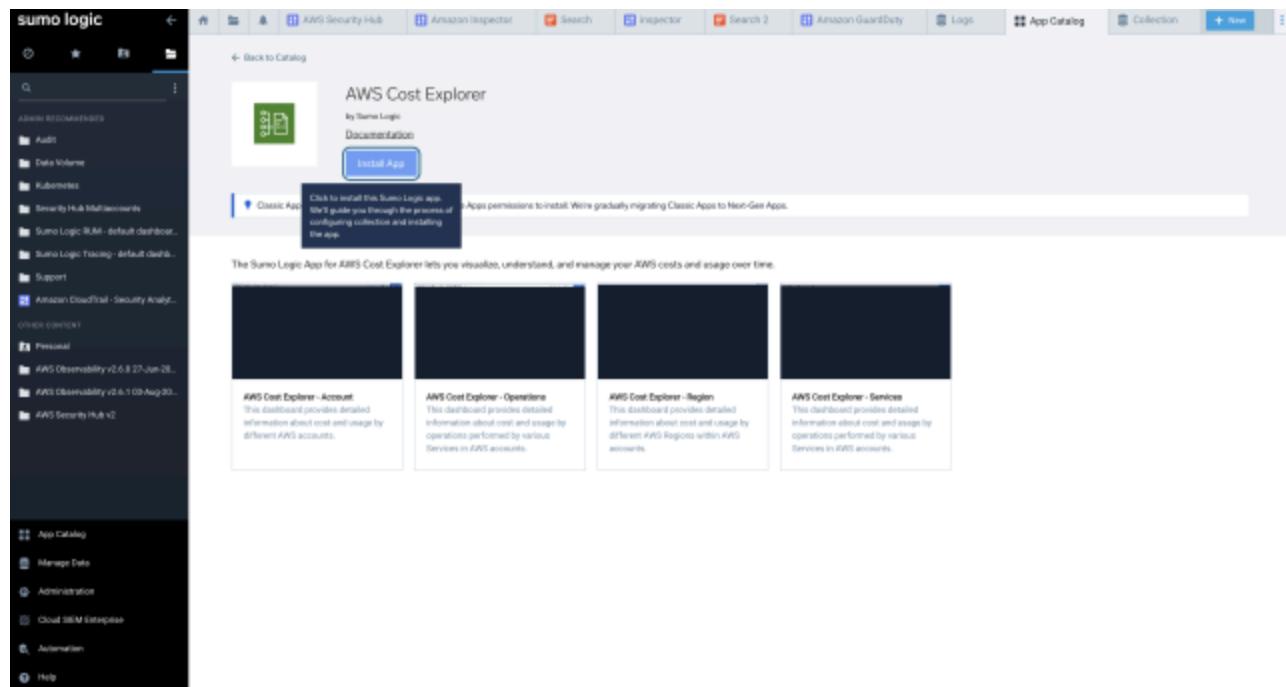 sumo logic
AWS Security Hub
Amazon Inspector
Search
inspector
Search 2
Amazon GuardDuty
Logs
App Catalog
Collection
+ New
ADMIN RECOMMENDED
Audit
Data Volume
Kubernetes
Security Hub Multiaccounts
Sumo Logic RUM - default dashboar...
Sumo Logic Tracing - default dashb...
Support
Amazon CloudTrail - Security Analyt...
OTHER CONTENT
Personal
AWS Observability v2.6.0 27-Jun-20...
AWS Observability v2.6.1 03-Aug-20...
AWS Security Hub v2
App Catalog
Manage Data
Administration
Cloud SIEM Enterprise
Automation
Help
← Back to Catalog
AWS Cost Explorer
by Sumo Logic
Documentation
Install App
Click to install this Sumo Logic app.
We'll guide you through the process of
configuring collection and installing
the app.
Classic App
Apps permissions to install. We're gradually migrating Classic Apps to Next-Gen Apps.
The Sumo Logic App for AWS Cost Explorer lets you visualize, understand, and manage your AWS costs and usage over time.
AWS Cost Explorer - Account
This dashboard provides detailed
information about cost and usage by
different AWS accounts.
AWS Cost Explorer - Operations
This dashboard provides detailed
information about cost and usage by
operations performed by various
Services in AWS accounts.
AWS Cost Explorer - Region
This dashboard provides detailed
information about cost and usage by
different AWS Regions within AWS
accounts.
AWS Cost Explorer - Services
This dashboard provides detailed
information about cost and usage by
operations performed by various
Services in AWS accounts.